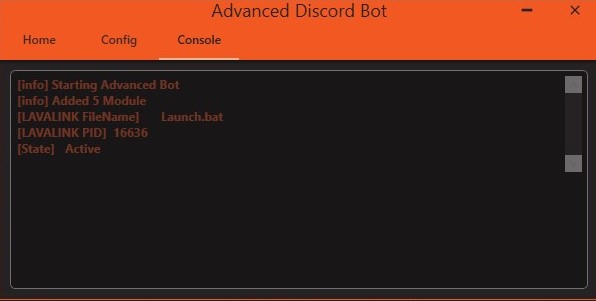 Advanced Discord Bot
Home Config Console
[info] Starting Advanced Bot
[info] Added 5 Module
[LAVALINK FileName] Launch.bat
[LAVALINK PID] 16636
[State] Active